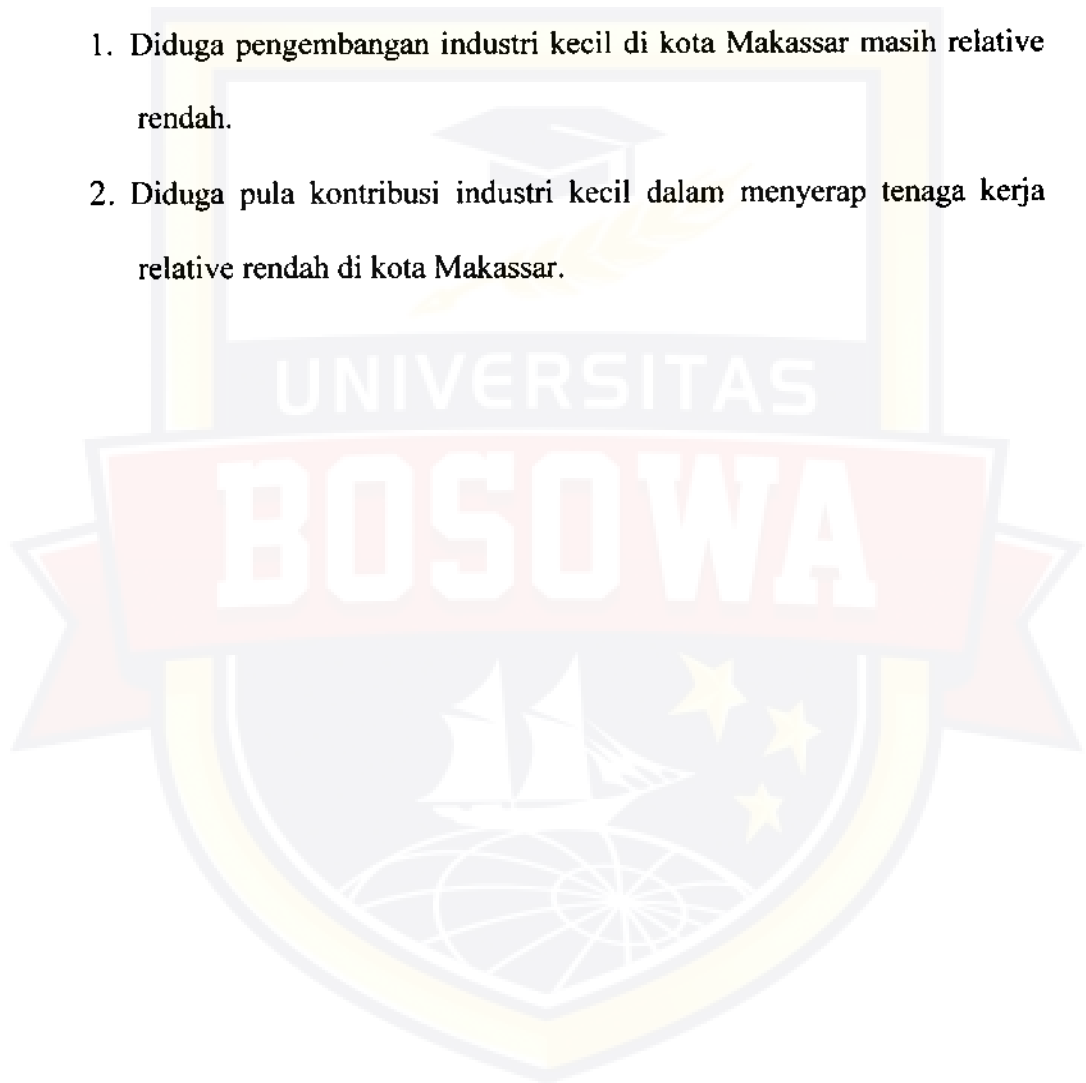 1. Diduga pengembangan industri kecil di kota Makassar masih relative
rendah.
2. Diduga pula kontribusi industri kecil dalam menyerap tenaga kerja
relative rendah di kota Makassar.
UNIVERSITAS
BOSOWA